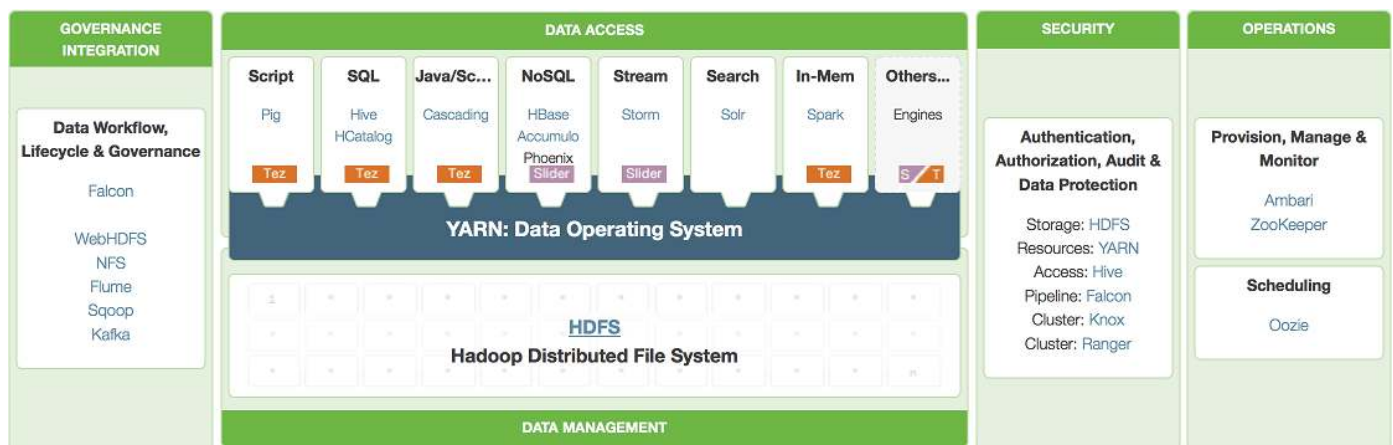 GOVERNANCE
INTEGRATION
Data Workflow,
Lifecycle & Governance
Falcon
WebHDFS
NFS
Flume
Sqoop
Kafka
DATA ACCESS
Script
Pig
Tez
SQL
Hive
HCatalog
Tez
Java/Sc...
Cascading
Tez
NoSQL
HBase
Accumulo
Phoenix
Slider
Stream
Storm
Slider
Search
Solr
In-Mem
Spark
Tez
Others...
Engines
S / T
YARN: Data Operating System
1
HDFS
Hadoop Distributed File System
n
DATA MANAGEMENT
SECURITY
Authentication,
Authorization, Audit &
Data Protection
Storage: HDFS
Resources: YARN
Access: Hive
Pipeline: Falcon
Cluster: Knox
Cluster: Ranger
OPERATIONS
Provision, Manage &
Monitor
Ambari
ZooKeeper
Scheduling
Oozie